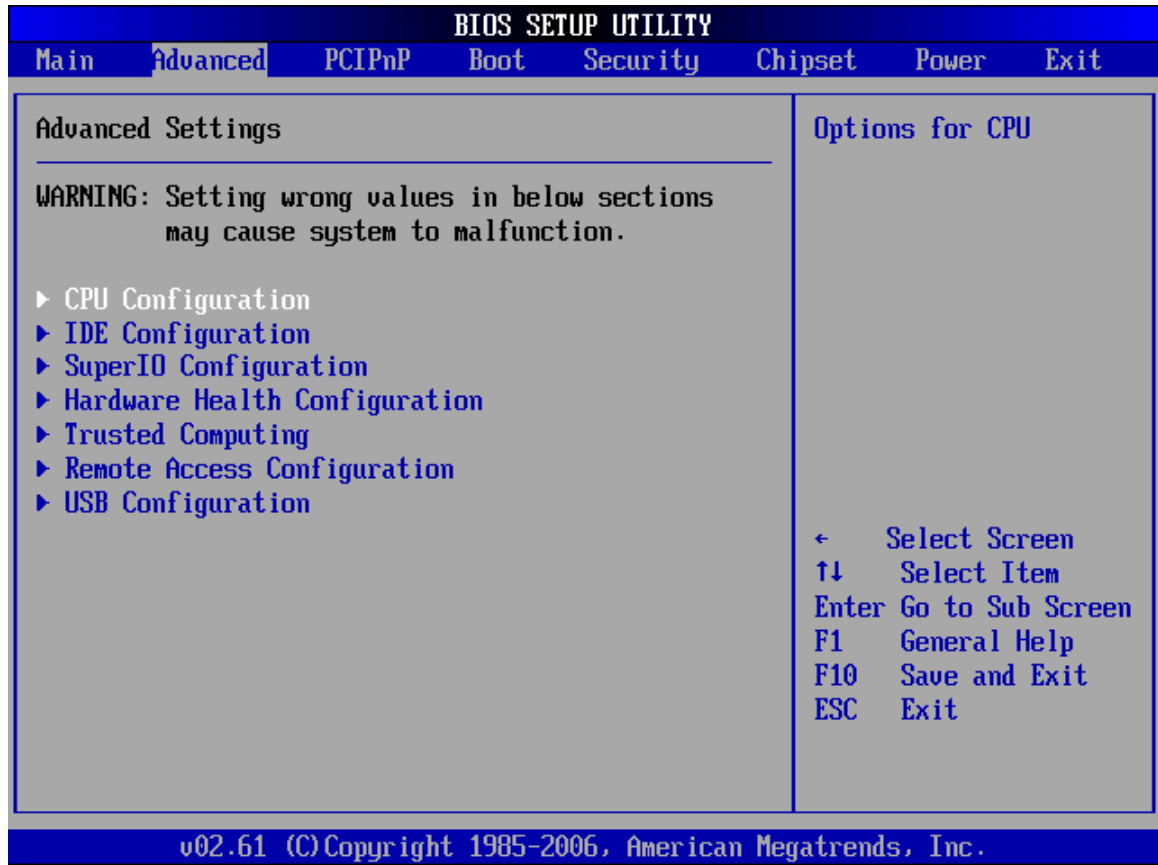 BIOS SETUP UTILITY
Main Advanced PCIPnP Boot Security Chipset Power Exit
Advanced Settings
WARNING: Setting wrong values in below sections
may cause system to malfunction.
▶ CPU Configuration
▶ IDE Configuration
▶ SuperIO Configuration
▶ Hardware Health Configuration
▶ Trusted Computing
▶ Remote Access Configuration
▶ USB Configuration
Options for CPU
← Select Screen
↑↓ Select Item
Enter Go to Sub Screen
F1 General Help
F10 Save and Exit
ESC Exit
v02.61 (C)Copyright 1985-2006, American Megatrends, Inc.